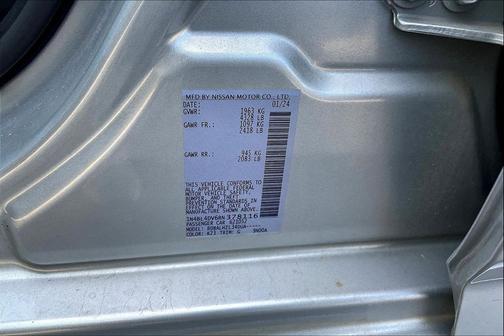 MFD BY NISSAN MOTOR CO., LTD.
DATE: 01/24
GVWR: 1963 KG
4328 LB
GAWR FR.: 1097 KG
2418 LB
GAWR RR.: 945 KG
2083 LB
THIS VEHICLE CONFORMS TO
ALL APPLICABLE FEDERAL
MOTOR VEHICLE SAFETY,
BUMPER, AND THEFT
PREVENTION STANDARDS
IN EFFECT ON THE DATE OF
MANUFACTURE SHOWN ABOVE.
1N4BL4DV6RN378116
PASSENGER CAR
COLOR: K23 TRIM: G